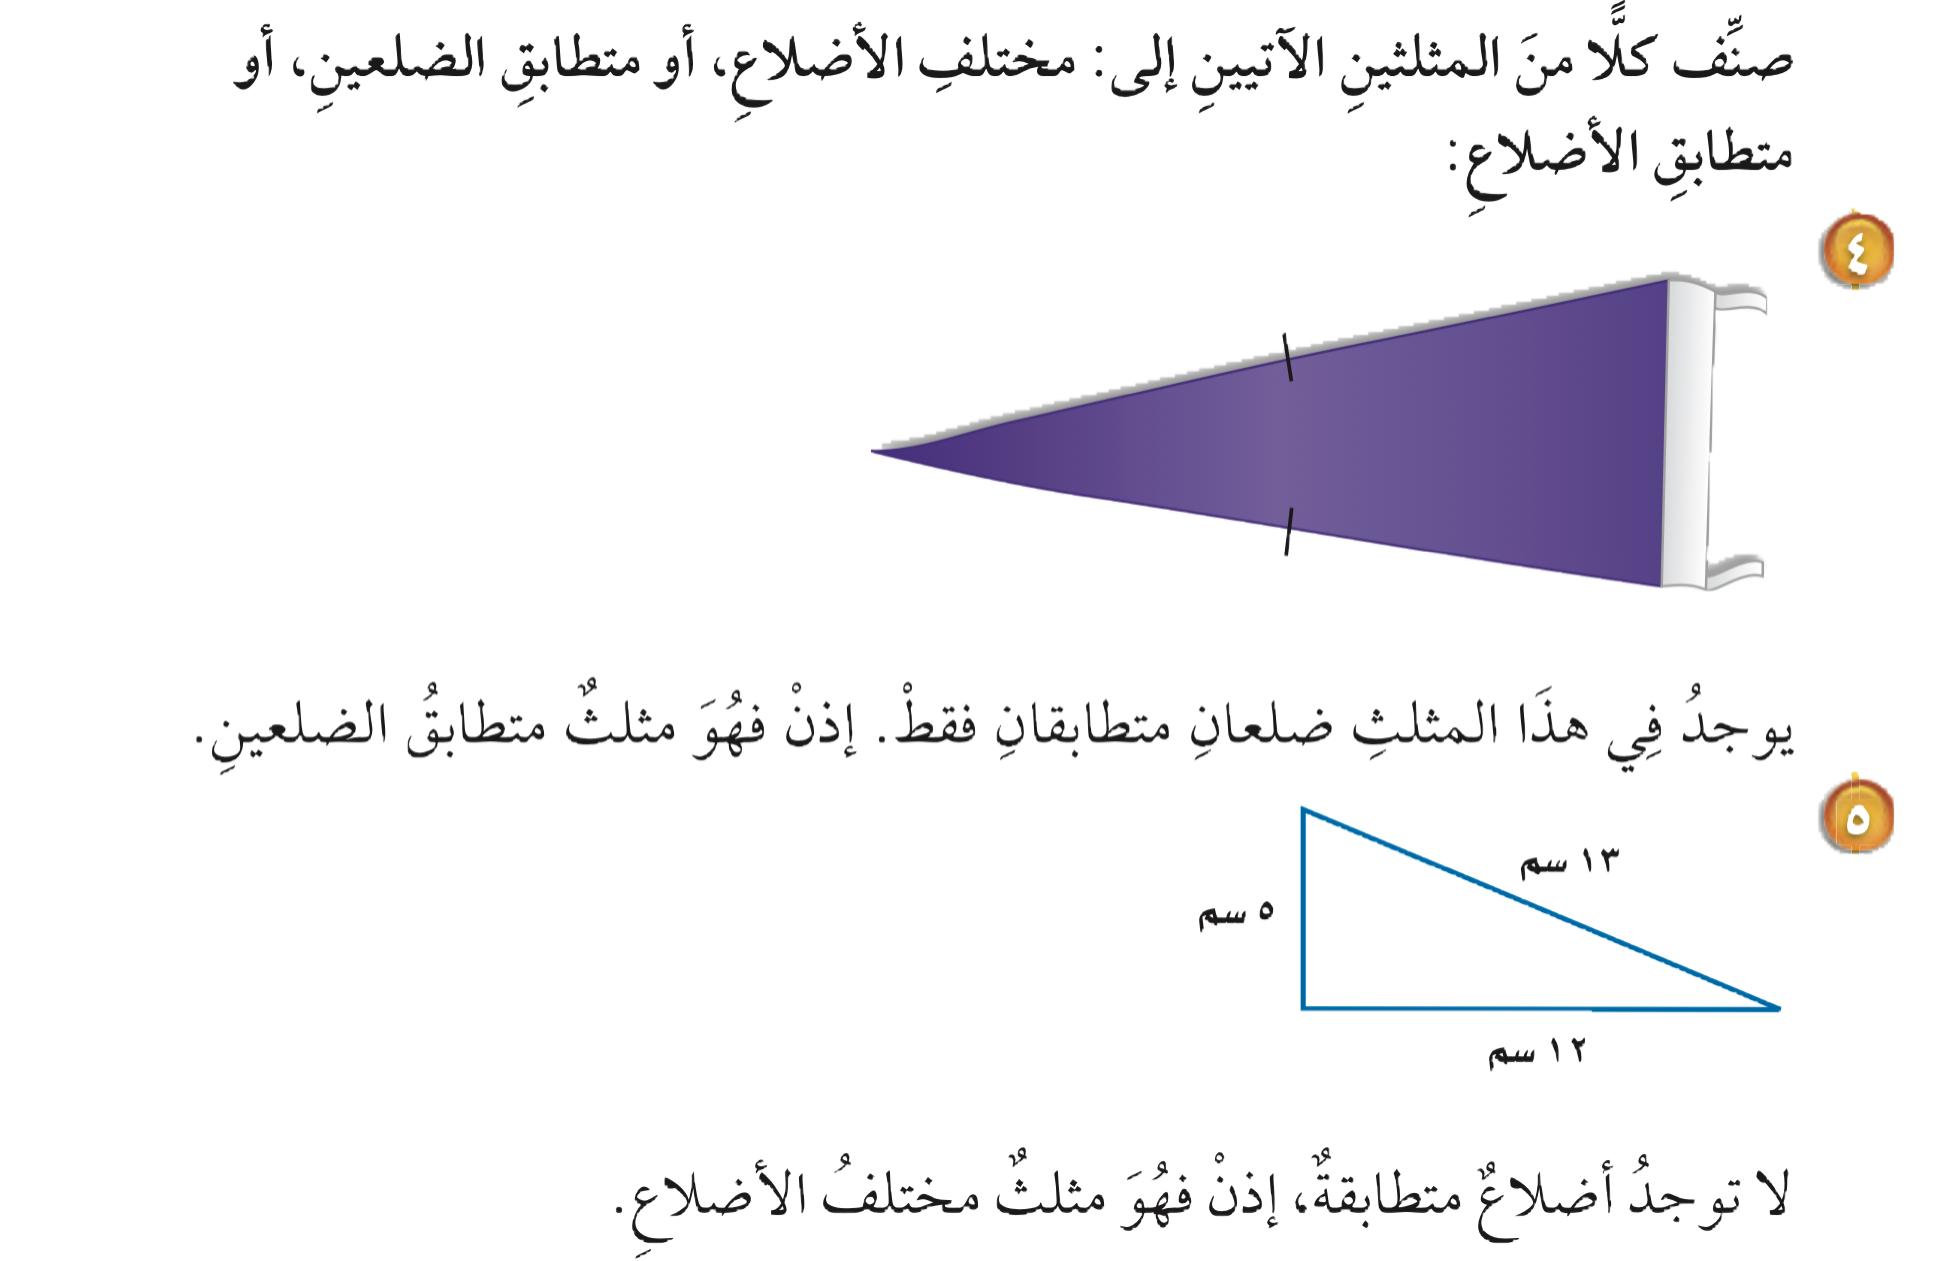 صنِّف كلًّا منَ المثلثينِ الآتيينِ إلى: مختلفِ الأضلاعِ، أو متطابقِ الضلعينِ، أو
متطابقِ الأضلاعِ:
٤
يوجدُ فِي هذَا المثلثِ ضلعانِ متطابقانِ فقطْ. إذنْ فهُوَ مثلثٌ متطابقُ الضلعينِ.
٥
١٣ سم
٥ سم
١٢ سم
لا توجدُ أضلاعٌ متطابقةٌ، إذنْ فهُوَ مثلثٌ مختلفُ الأضلاعِ.